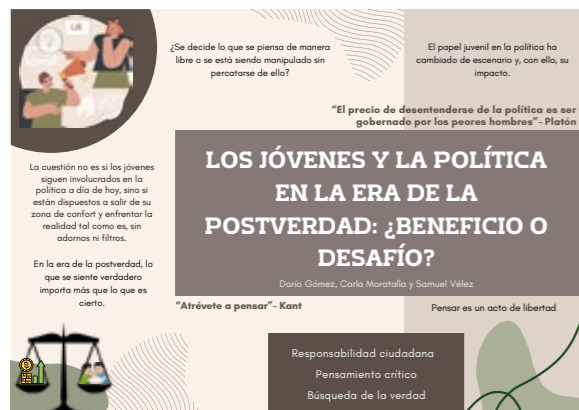 ¿Se decide lo que se piensa de manera
libre o se está siendo manipulado sin
percatarse de ello?
El papel juvenil en la política ha
cambiado de escenario y, con ello, su
impacto.
“El precio de desentenderse de la política es ser
gobernado por los peores hombres”- Platón
La cuestión no es si los jóvenes
siguen involucrados en la
política a día de hoy, sino si
están dispuestos a salir de su
zona de confort y enfrentar la
realidad tal como es, sin
adornos ni filtros.
En la era de la postverdad, lo
que se siente verdadero
importa más que lo que es
cierto.
LOS JÓVENES Y LA POLÍTICA
EN LA ERA DE LA
POSTVERDAD: ¿BENEFICIO O
DESAFÍO?
Darío Gómez, Carla Moratalla y Samuel Vélez
“Atrévete a pensar”- Kant
Pensar es un acto de libertad
Responsabilidad ciudadana
Pensamiento crítico
Búsqueda de la verdad